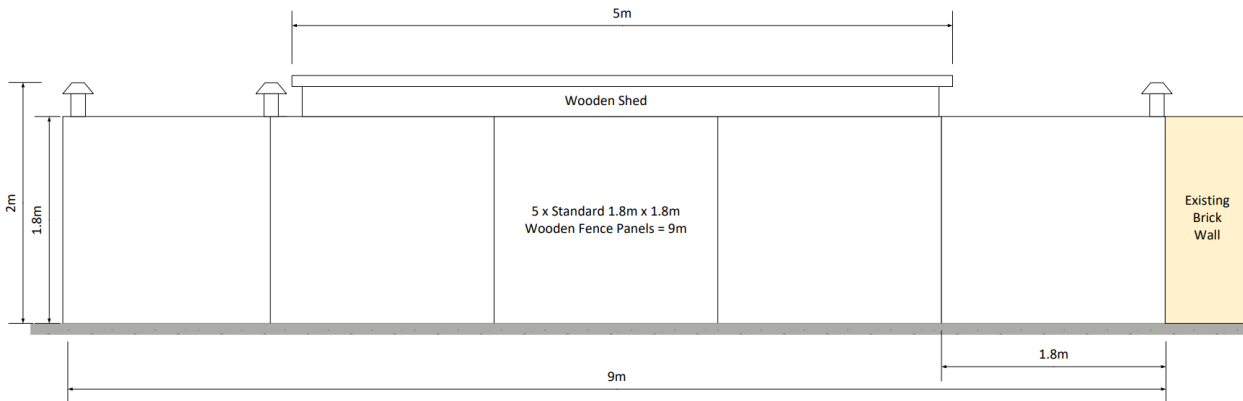 5m
Wooden Shed
2m
1.8m
5 x Standard 1.8m x 1.8m
Wooden Fence Panels = 9m
Existing
Brick
Wall
1.8m
9m